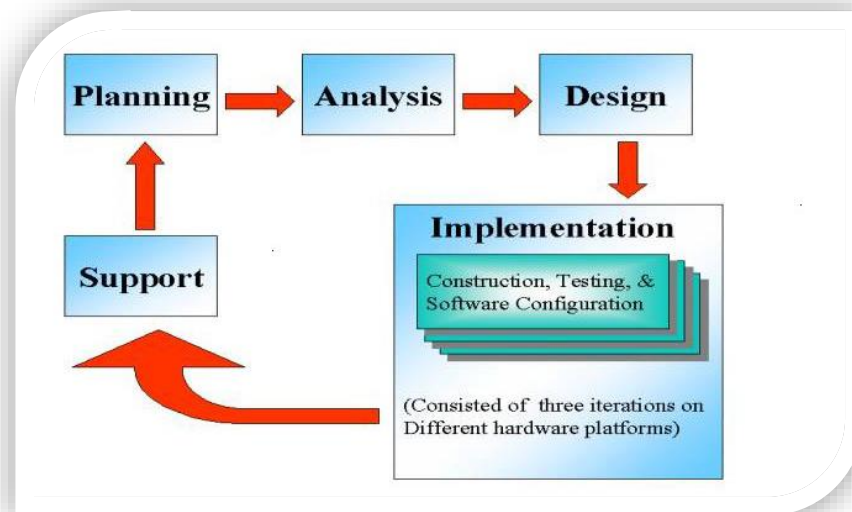 Planning
Analysis
Design
Implementation
Construction, Testing, &
Software Configuration
(Consisted of three iterations on
Different hardware platforms)
Support